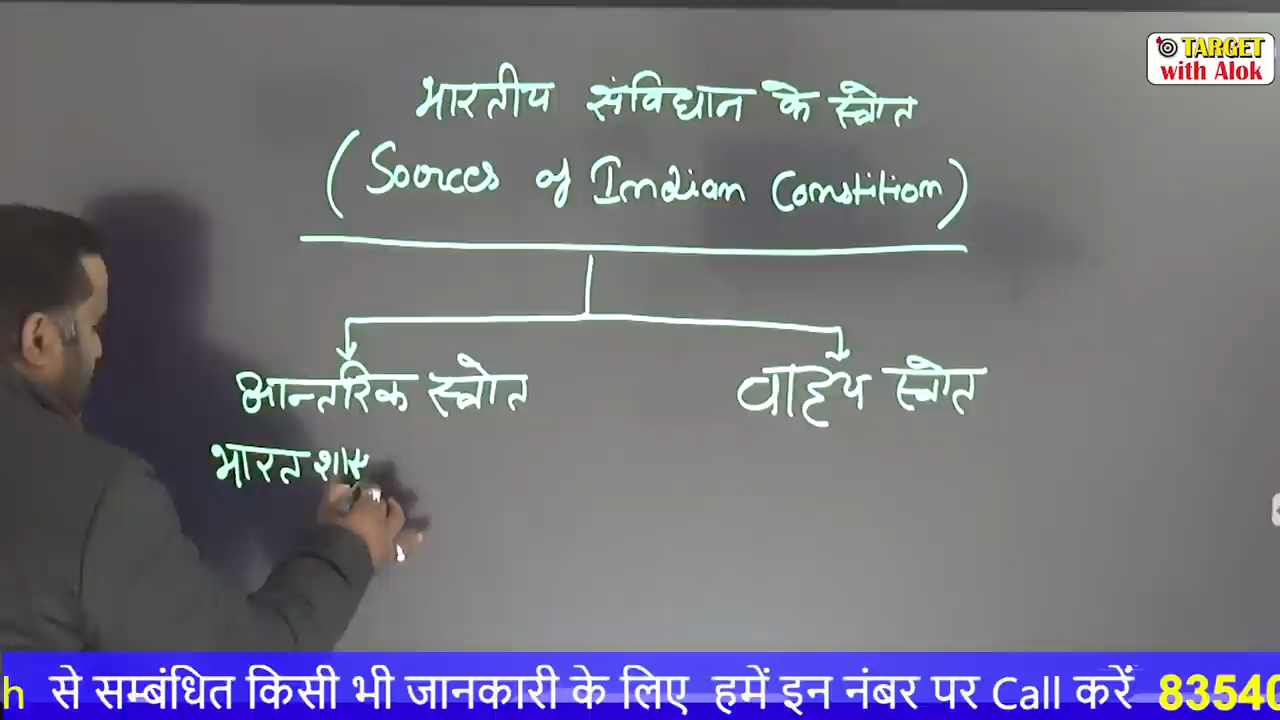 TARGET
with Alok
भारतीय संविधान के स्त्रोत
(Sources of Indian Constition)
आन्तरिक स्त्रोत
वाह्य स्त्रोत
भारत शास
h से सम्बंधित किसी भी जानकारी के लिए हमें इन नंबर पर Call करें 83540